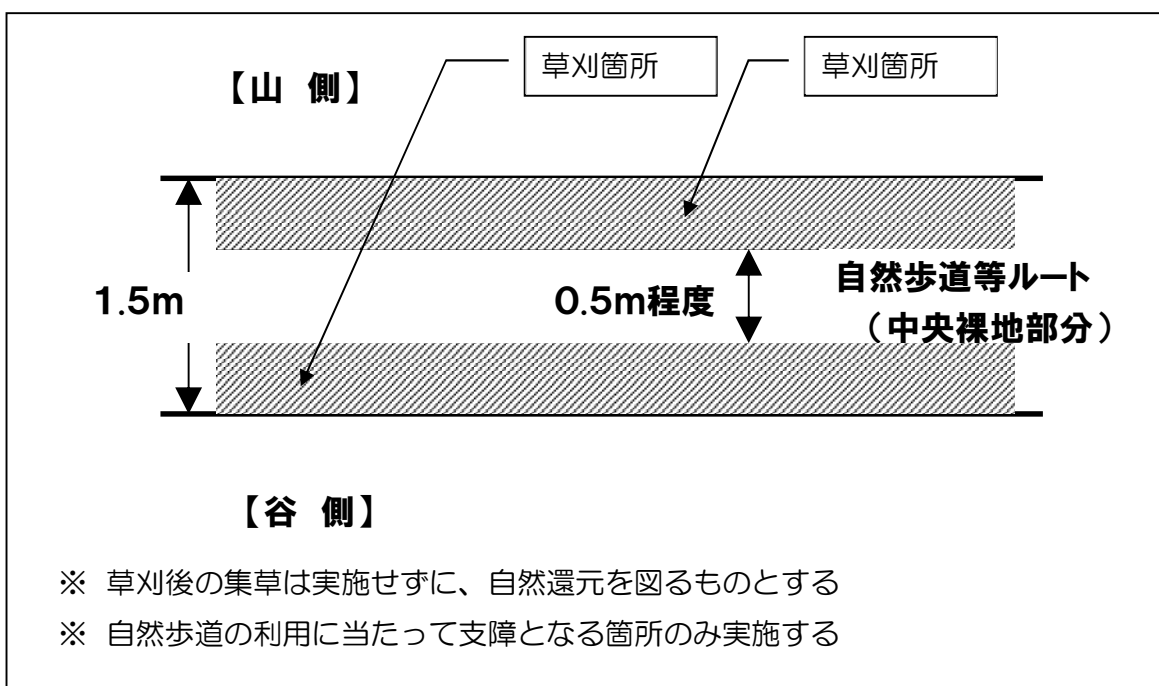 草刈箇所
草刈箇所
【山 側】
1.5m
0.5m程度
自然歩道等ルート
（中央裸地部分）
【谷 側】
※ 草刈後の集草は実施せずに、自然還元を図るものとする
※ 自然歩道の利用に当たって支障となる箇所のみ実施する